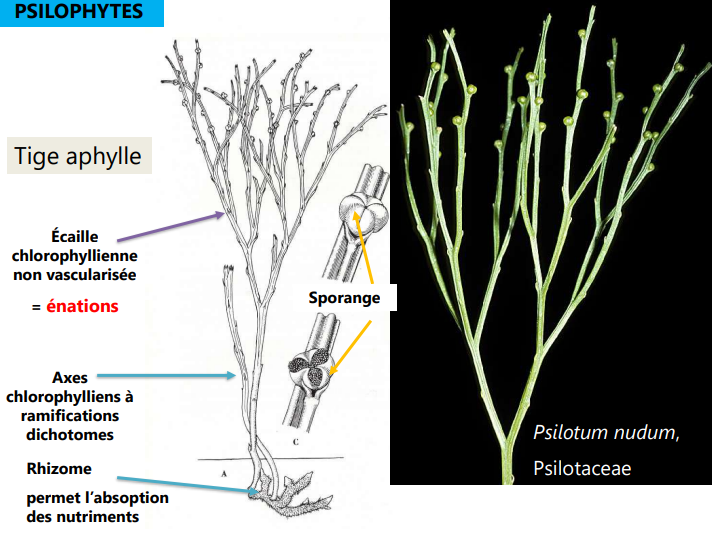 PSILOPHYTES
Tige aphylle
Écaille
chlorophyllienne
non vascularisée
= énations
Sporange
Axes
chlorophylliens à
ramifications
dichotomes
Rhizome
permet l’absoption
des nutriments
A
C
Psilotum nudum,
Psilotaceae